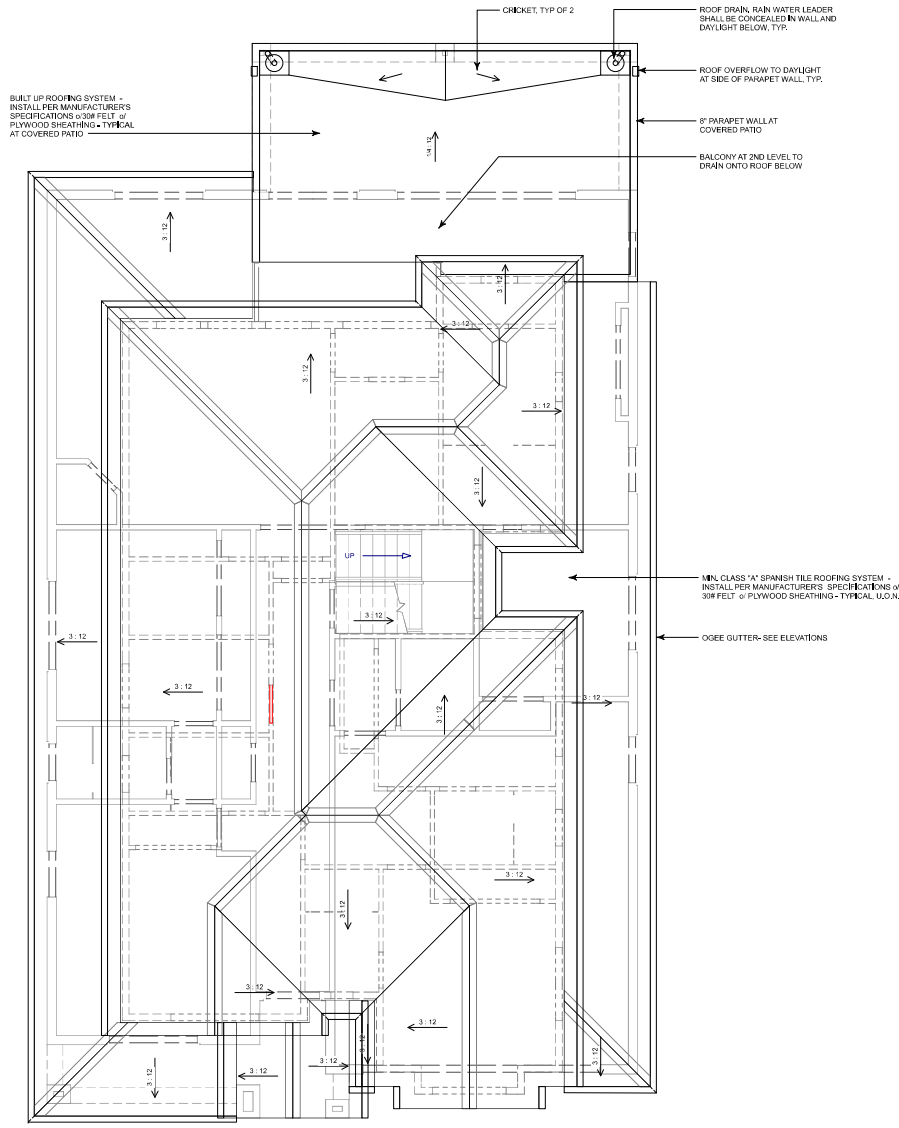 CRICKET, TYP OF 2
ROOF DRAIN, RAIN WATER LEADER
SHALL BE CONCEALED IN WALL AND
DAYLIGHT BELOW, TYP.
ROOF OVERFLOW TO DAYLIGHT
AT SIDE OF PARAPET WALL, TYP.
BUILT UP ROOFING SYSTEM -
INSTALL PER MANUFACTURER'S
SPECIFICATIONS o/30# FELT o/
PLYWOOD SHEATHING - TYPICAL
AT COVERED PATIO
8" PARAPET WALL AT
COVERED PATIO
1/4 : 12
BALCONY AT 2ND LEVEL TO
DRAIN ONTO ROOF BELOW
3 : 12
3 : 12
3 : 12
3 : 12
3 : 12
3 : 12
UP
MIN. CLASS "A" SPANISH TILE ROOFING SYSTEM -
INSTALL PER MANUFACTURER'S SPECIFICATIONS o/
30# FELT o/ PLYWOOD SHEATHING - TYPICAL, U.O.N.
3 : 12
3 : 12
OGEE GUTTER- SEE ELEVATIONS
3 : 12
3 : 12
3 : 12
3 : 12
3 : 12
3 : 12
3 : 12
3 : 12
3 : 12
3 : 12
3 : 12
3 : 12